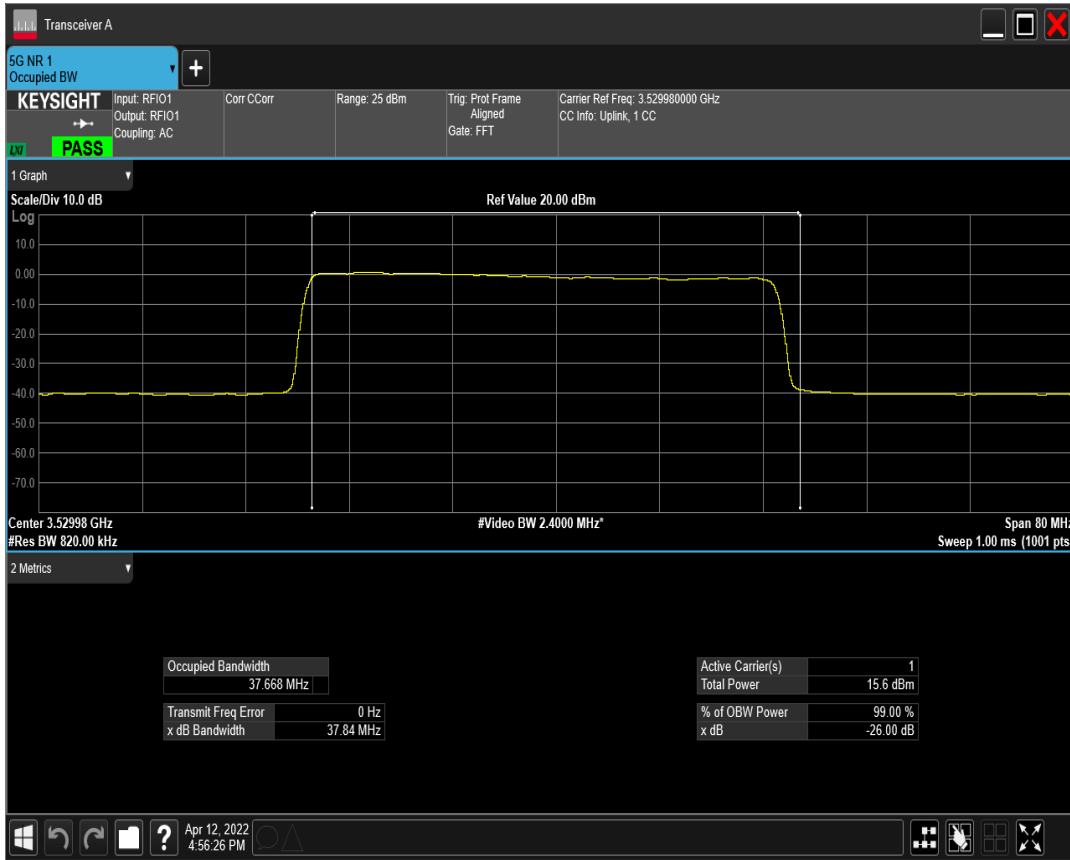 Transceiver A
5G NR 1
Occupied BW
KEYSIGHT
Input: RFIO1
Output: RFIO1
Coupling: AC
Corr CCorr
Range: 25 dBm
Trig: Prot Frame
Aligned
Gate: FFT
Carrier Ref Freq: 3.529980000 GHz
CC Info: Uplink, 1 CC
LXI
PASS
1 Graph
Scale/Div 10.0 dB
Ref Value 20.00 dBm
Log
10.0
0.00
-10.0
-20.0
-30.0
-40.0
-50.0
-60.0
-70.0
Center 3.52998 GHz
#Video BW 2.4000 MHz*
Span 80 MHz
#Res BW 820.00 kHz
Sweep 1.00 ms (1001 pts
2 Metrics
Occupied Bandwidth
37.668 MHz
Transmit Freq Error 0 Hz
x dB Bandwidth 37.84 MHz
Active Carrier(s) 1
Total Power 15.6 dBm
% of OBW Power 99.00 %
x dB -26.00 dB
?
Apr 12, 2022
4:56:26 PM